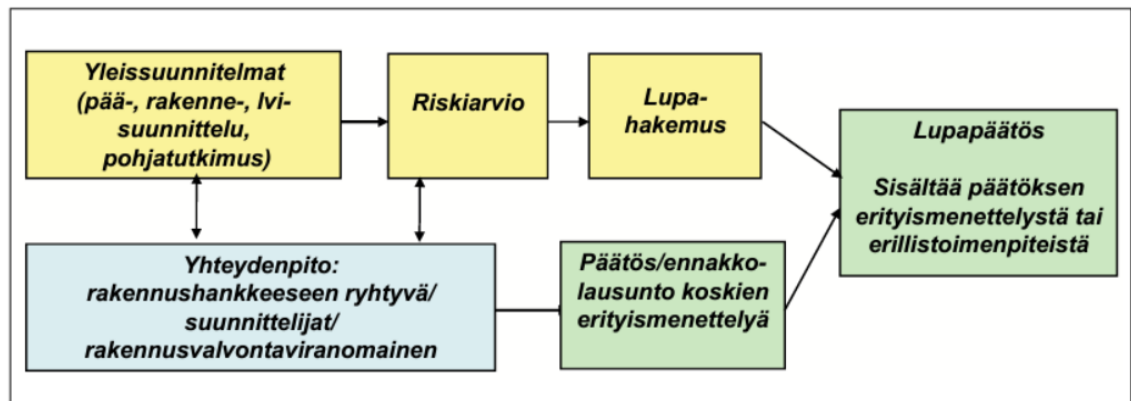 Yleissuunnitelmat
(pää-, rakenne-, lvi-
suunnittelu,
pohjatutkimus)
Riskiarvio
Lupa-
hakemus
Lupapäätös
Sisältää päätöksen
erityismenettelystä tai
erillistoimenpiteistä
Yhteydenpito:
rakennushankkeeseen ryhtyvä/
suunnittelijat/
rakennusvalvontaviranomainen
Päätös/ennakko-
lausunto koskien
erityismenettelyä